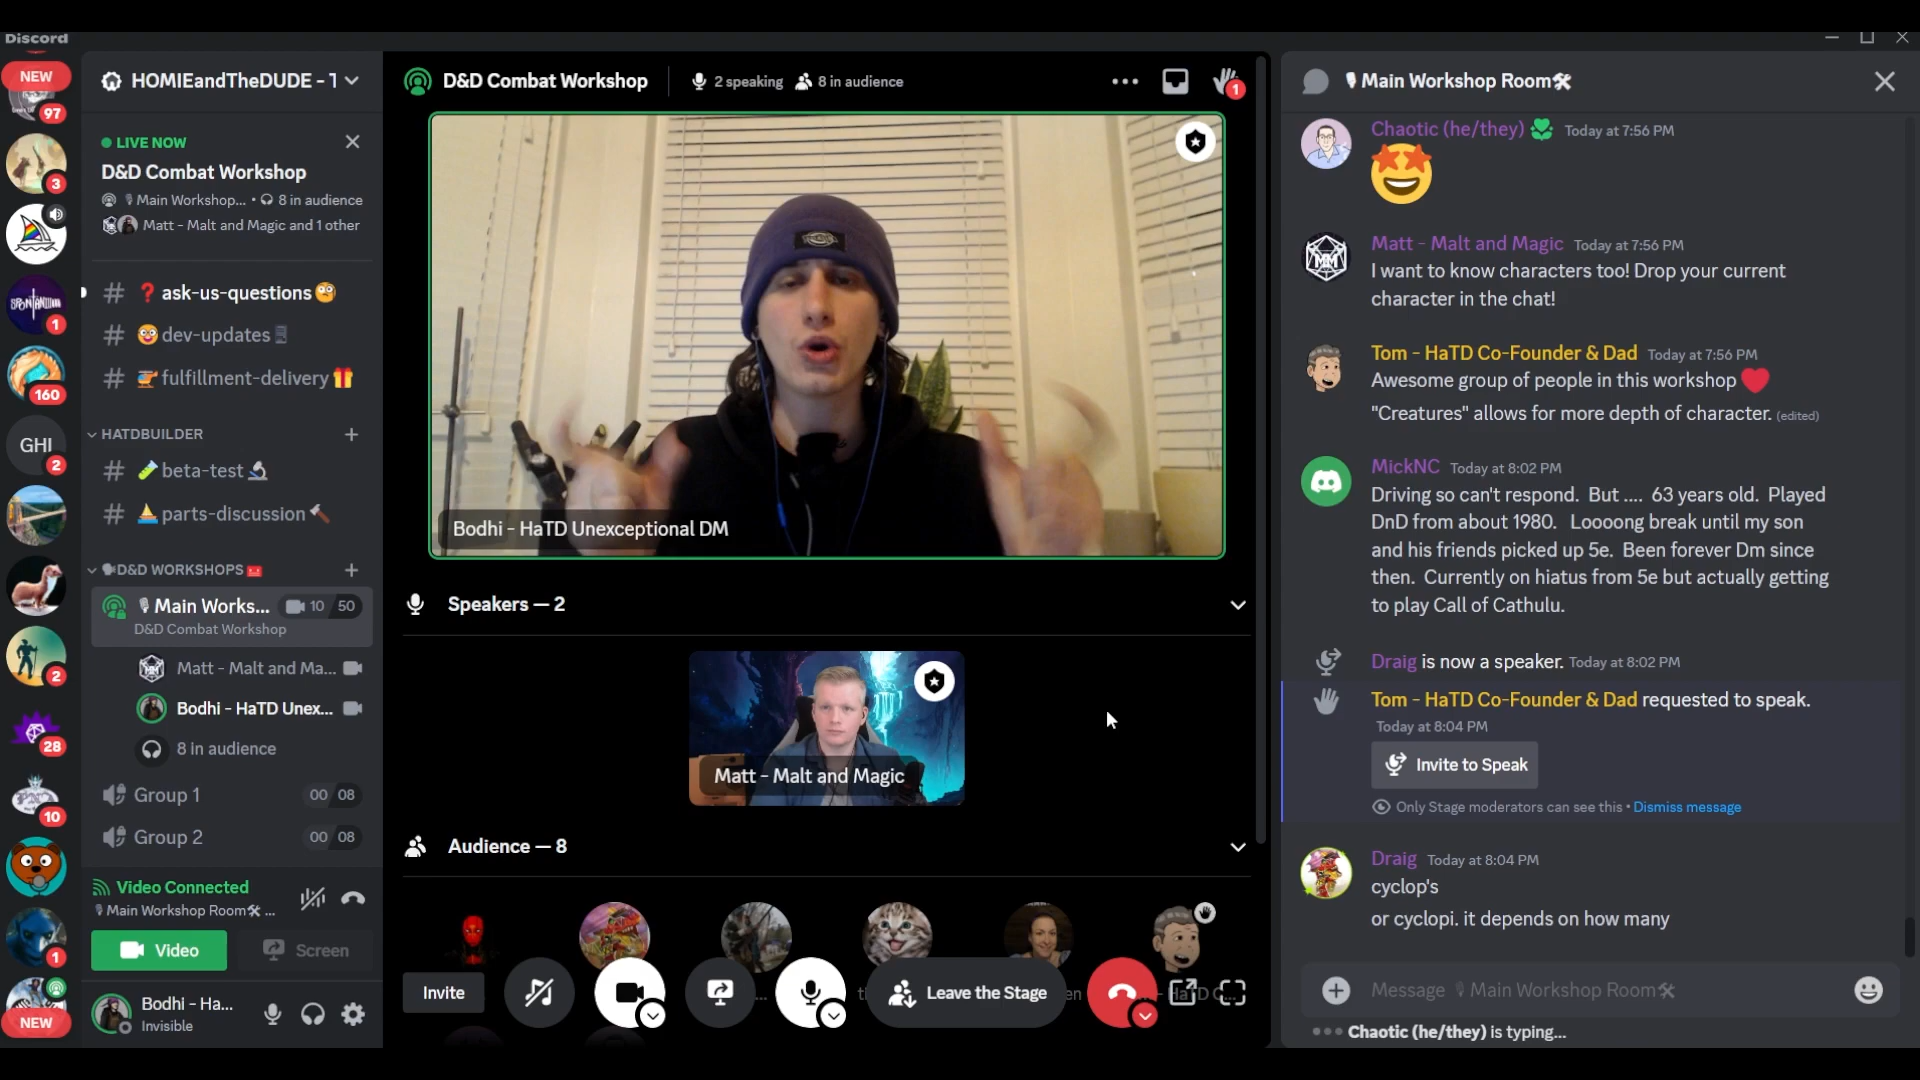 Discord
NEW
97
3
1
160
GHI
2
2
28
10
1
NEW
HOMIEandTheDUDE - T
LIVE NOW
D&D Combat Workshop
Main Workshop... • 8 in audience
Matt - Malt and Magic and 1 other
# ❓ask-us-questions🧐
# dev-updates
# fulfillment-delivery🎁
HATDBUILDER
# 🧪beta-test🔬
# ⛵parts-discussion🔨
D&D WORKSHOPS
🎙Main Works... 10 50
D&D Combat Workshop
Matt - Malt and Ma...
Bodhi - HaTD Unex...
8 in audience
Group 1 00 08
Group 2 00 08
Video Connected
🎙Main Workshop Room🛠 ...
Video
Screen
Bodhi - Ha...
Invisible
D&D Combat Workshop
2 speaking 8 in audience
1
Bodhi - HaTD Unexceptional DM
Speakers — 2
MM
Matt - Malt and Magic
Audience — 8
Invite
Leave the Stage
🎙Main Workshop Room🛠
Chaotic (he/they) Today at 7:56 PM
🤩
Matt - Malt and Magic Today at 7:56 PM
I want to know characters too! Drop your current
character in the chat!
Tom - HaTD Co-Founder & Dad Today at 7:56 PM
Awesome group of people in this workshop❤️
"Creatures" allows for more depth of character. (edited)
MickNC Today at 8:02 PM
Driving so can't respond. But .... 63 years old. Played
DnD from about 1980. Loooong break until my son
and his friends picked up 5e. Been forever Dm since
then. Currently on hiatus from 5e but actually getting
to play Call of Cathulu.
Draig is now a speaker. Today at 8:02 PM
Tom - HaTD Co-Founder & Dad requested to speak.
Today at 8:04 PM
Invite to Speak
Only Stage moderators can see this • Dismiss message
Draig Today at 8:04 PM
cyclop's
or cyclopi. it depends on how many
Message 🎙Main Workshop Room🛠
Chaotic (he/they) is typing...